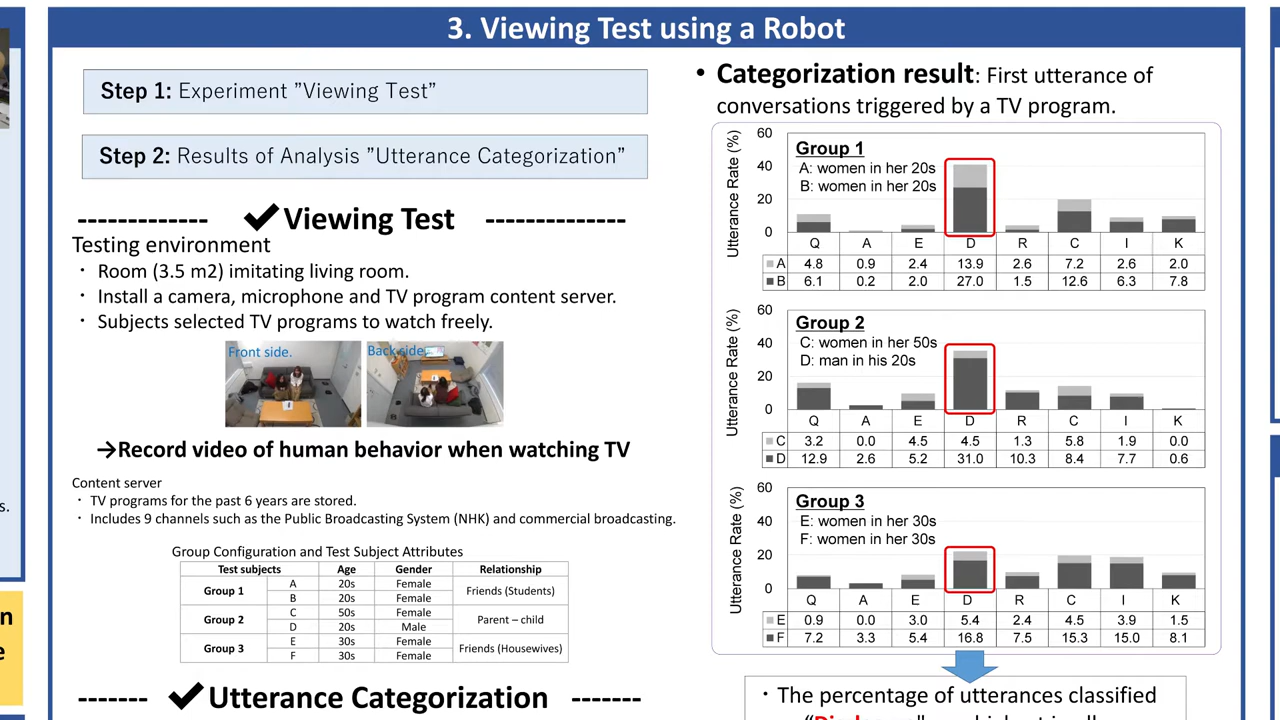 3. Viewing Test using a Robot
Step 1: Experiment ”Viewing Test”
Step 2: Results of Analysis ”Utterance Categorization”
------------- ✔Viewing Test --------------
Testing environment
・ Room (3.5 m2) imitating living room.
・ Install a camera, microphone and TV program content server.
・ Subjects selected TV programs to watch freely.
Front side. Back side.
→Record video of human behavior when watching TV
Content server
・ TV programs for the past 6 years are stored.
・ Includes 9 channels such as the Public Broadcasting System (NHK) and commercial broadcasting.
Group Configuration and Test Subject Attributes
Test subjects Age Gender Relationship
Group 1 Friends (Students)
A 20s Female
B 20s Female
Group 2 Parent – child
C 50s Female
D 20s Male
Group 3 Friends (Housewives)
E 30s Female
F 30s Female
------- ✔Utterance Categorization -------
• Categorization result: First utterance of
conversations triggered by a TV program.
Utterance Rate (%)
60
40
20
0
Group 1
A: women in her 20s
B: women in her 20s
Q A E D R C I K
A 4.8 0.9 2.4 13.9 2.6 7.2 2.6 2.0
B 6.1 0.2 2.0 27.0 1.5 12.6 6.3 7.8
Utterance Rate (%)
60
40
20
0
Group 2
C: women in her 50s
D: man in his 20s
Q A E D R C I K
C 3.2 0.0 4.5 4.5 1.3 5.8 1.9 0.0
D 12.9 2.6 5.2 31.0 10.3 8.4 7.7 0.6
Utterance Rate (%)
60
40
20
0
Group 3
E: women in her 30s
F: women in her 30s
Q A E D R C I K
E 0.9 0.0 3.0 5.4 2.4 4.5 3.9 1.5
F 7.2 3.3 5.4 16.8 7.5 15.3 15.0 8.1
・ The percentage of utterances classified
s.
n
e